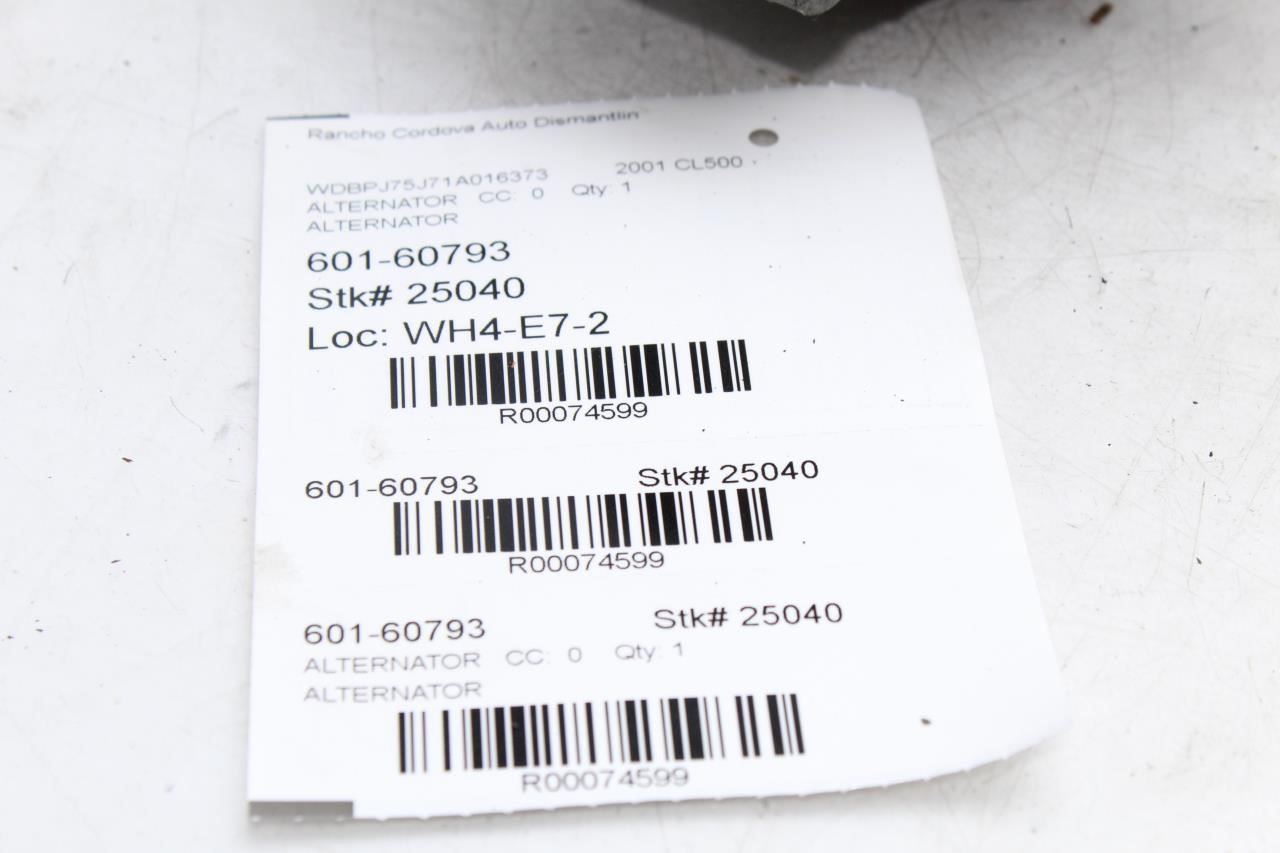 Rancho Cordova Auto Dismantlin
WDBPJ75J71A016373 2001 CL500
ALTERNATOR CC: 0 Qty: 1
ALTERNATOR
601-60793
Stk# 25040
Loc: WH4-E7-2
R00074599
601-60793 Stk# 25040
R00074599
601-60793 Stk# 25040
ALTERNATOR CC: 0 Qty: 1
ALTERNATOR
R00074599